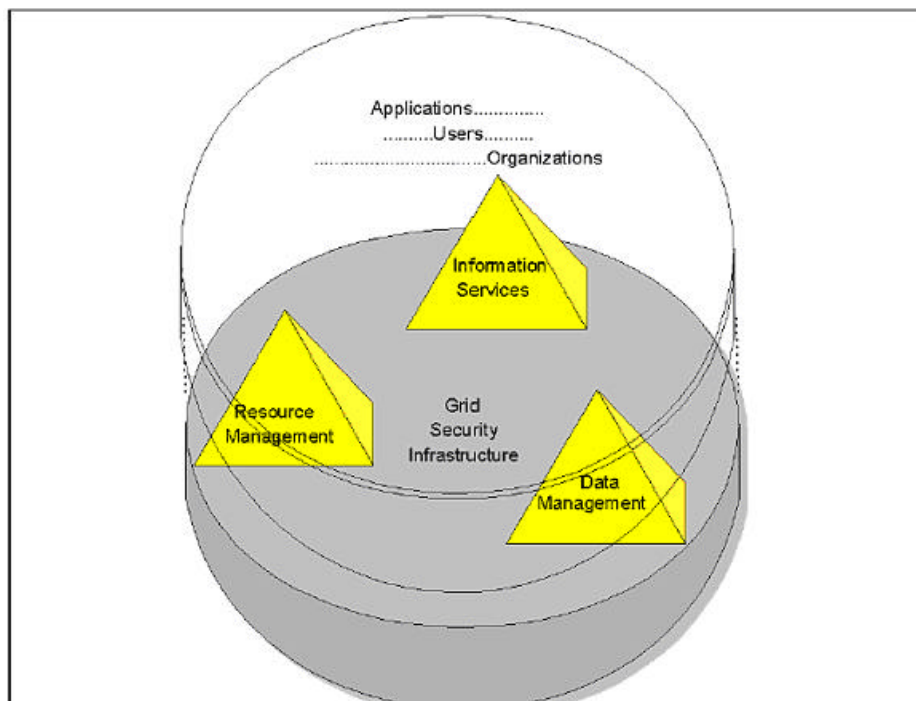 Applications..............
..........Users..........
..................................Organizations
Information
Services
Resource
Management
Grid
Security
Infrastructure
Data
Management